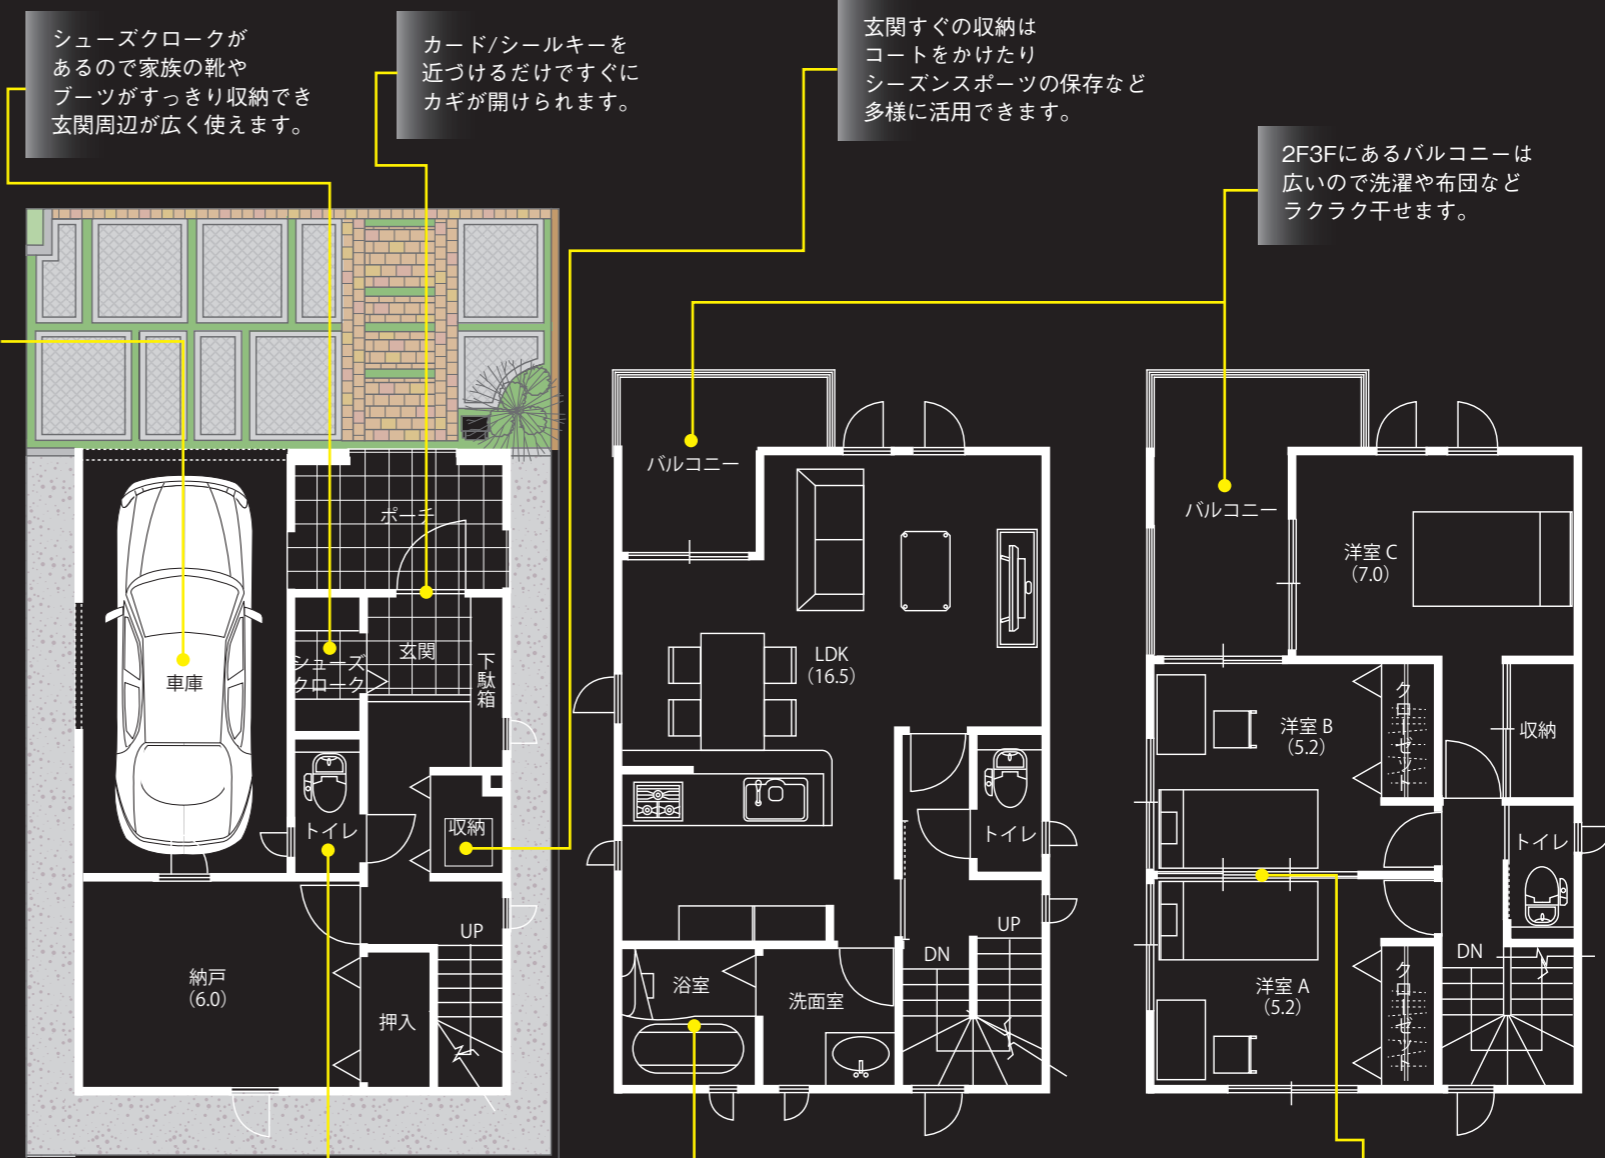 シューズクロークが
あるので家族の靴や
ブーツがすっきり収納でき
玄関周辺が広く使えます。
カード/シールキーを
近づけるだけですぐに
カギが開けられます。
玄関すぐの収納は
コートをかけたり
シーズンスポーツの保存など
多様に活用できます。
2F3Fにあるバルコニーは
広いので洗濯や布団など
ラクラク干せます。
ポーチ
玄関
シューズ
クローク
下駄箱
車庫
トイレ
収納
UP
納戸
(6.0)
押入
バルコニー
LDK
(16.5)
トイレ
UP
DN
浴室
洗面室
バルコニー
洋室 C
(7.0)
洋室 B
(5.2)
クローゼット
収納
トイレ
DN
洋室 A
(5.2)
クローゼット